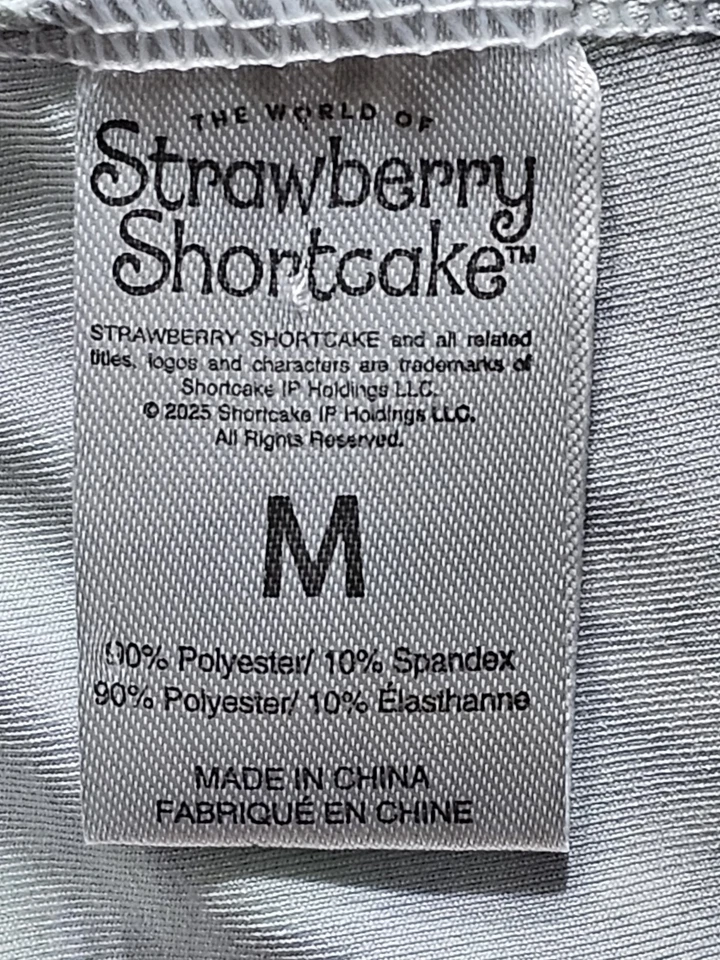 THE WORLD OF
Strawberry
Shortcake™
STRAWBERRY SHORTCAKE and all related
titles, logos and characters are trademarks of
Shortcake IP Holdings LLC.
© 2025 Shortcake IP Holdings LLC.
All Rights Reserved.
M
90% Polyester/ 10% Spandex
90% Polyester/ 10% Élasthanne
MADE IN CHINA
FABRIQUÉ EN CHINE